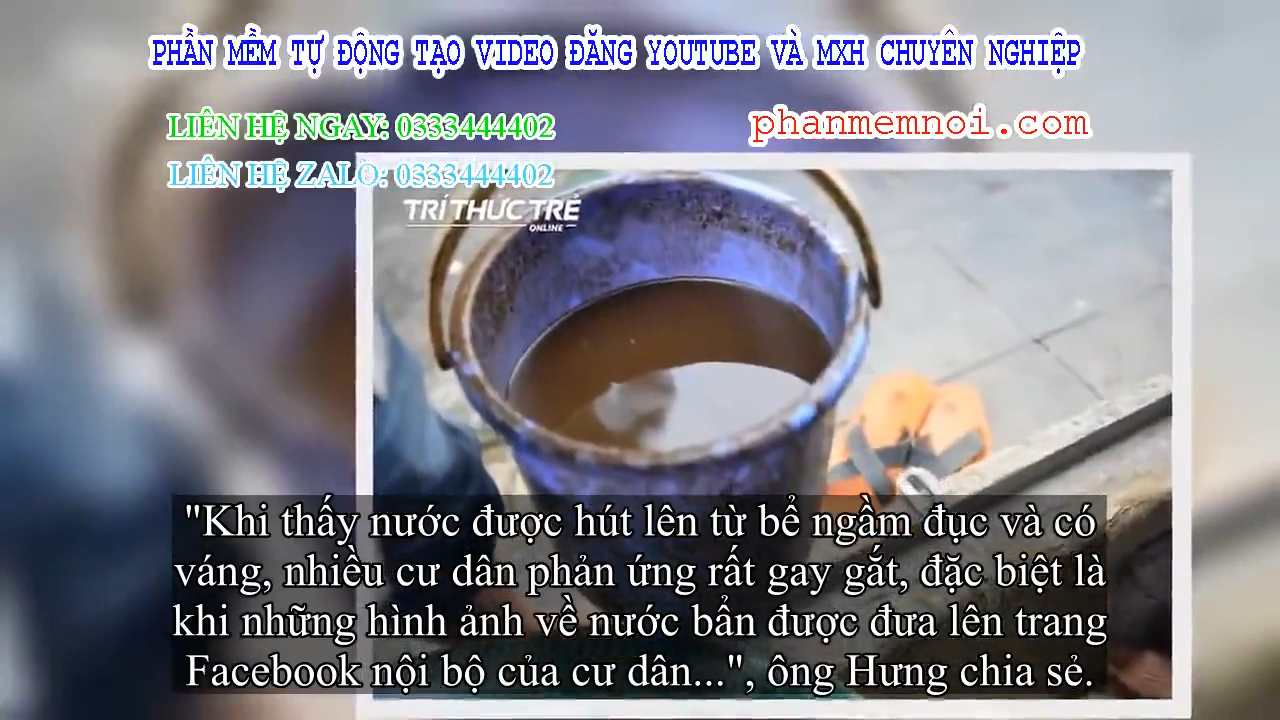 PHẦN MỀM TỰ ĐỘNG TẠO VIDEO ĐĂNG YOUTUBE VÀ MXH CHUYÊN NGHIỆP
LIÊN HỆ NGAY: 0333444402
phanmemnoi.com
LIÊN HỆ ZALO: 0333444402
TRÍ THỨC TRẺ
ONLINE
"Khi thấy nước được hút lên từ bể ngầm đục và có
váng, nhiều cư dân phản ứng rất gay gắt, đặc biệt là
khi những hình ảnh về nước bẩn được đưa lên trang
Facebook nội bộ của cư dân...", ông Hưng chia sẻ.